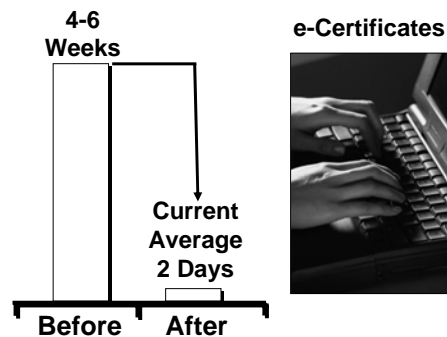 4-6
Weeks
e-Certificates
Current
Average
2 Days
Before
After